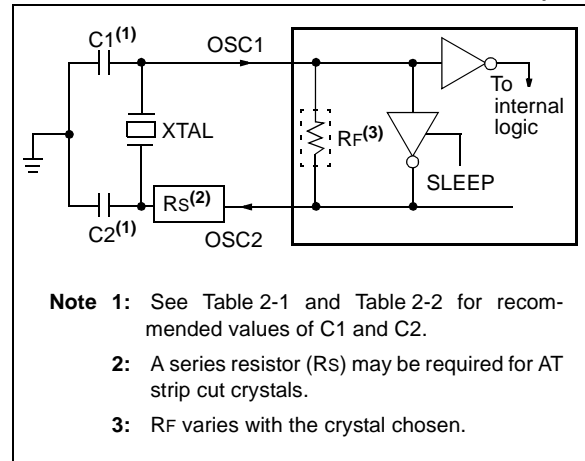 C1(1)
OSC1
To
internal
logic
XTAL
RF(3)
SLEEP
RS(2)
C2(1)
OSC2
Note 1: See Table 2-1 and Table 2-2 for recom-
mended values of C1 and C2.
2: A series resistor (RS) may be required for AT
strip cut crystals.
3: RF varies with the crystal chosen.